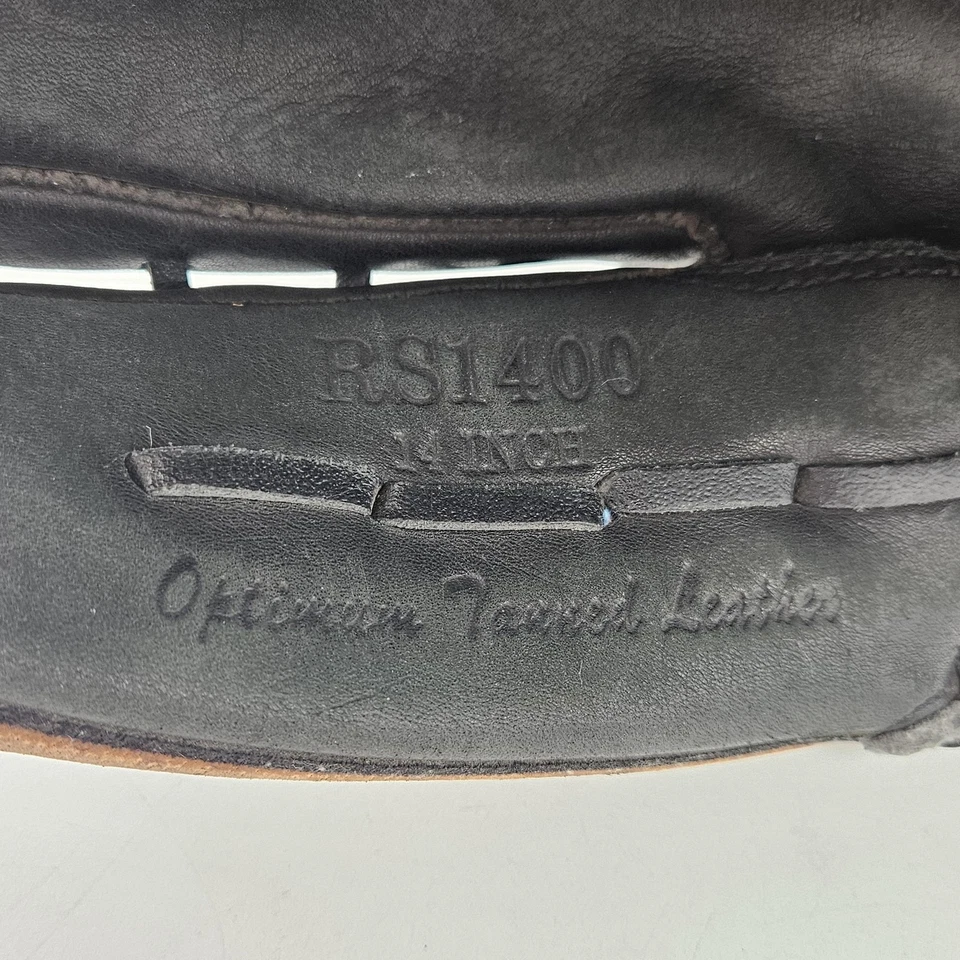 RS1400
14 INCH
Optimum Tanned Leather